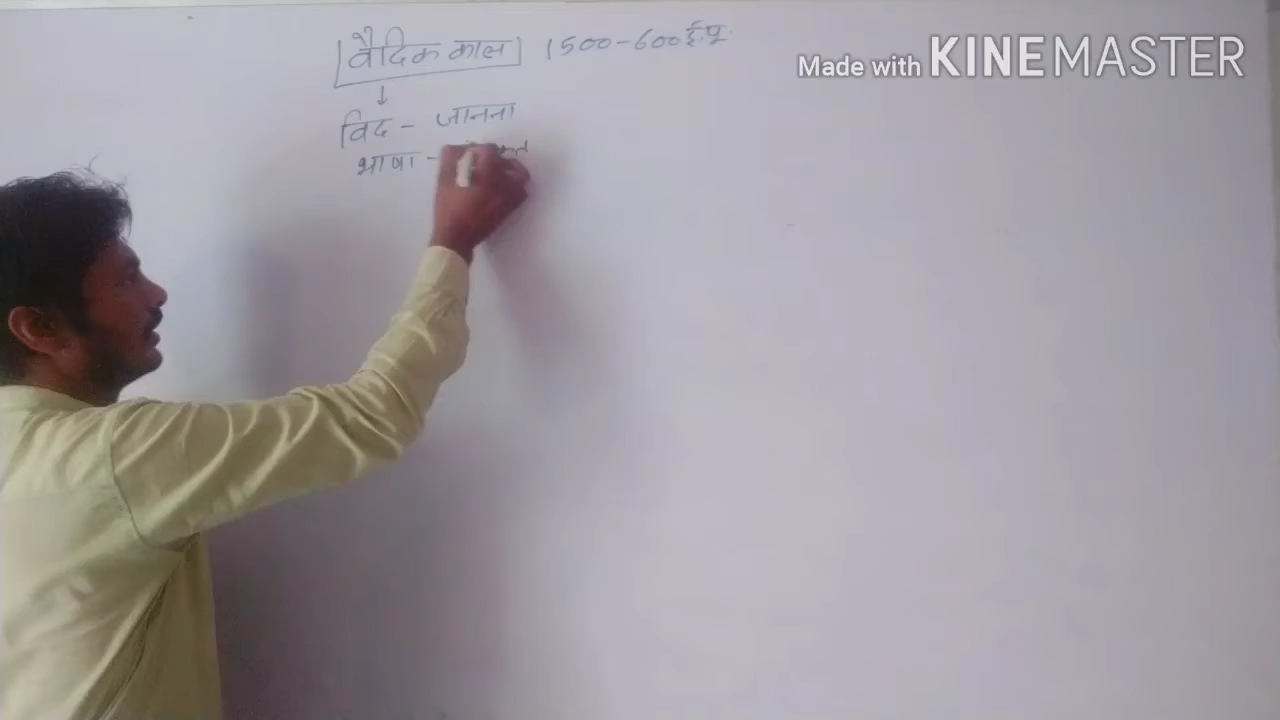 वैदिक काल 1500-600 ई.पू.
Made with KINEMASTER
↓
विद - जानना
भाषा -